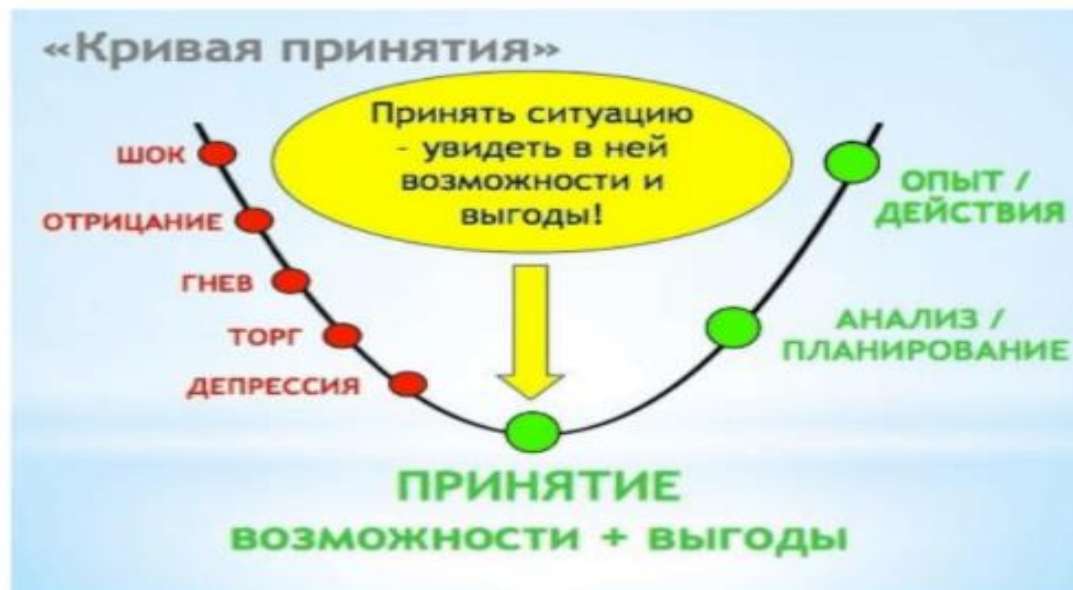 «Кривая принятия»
Принять ситуацию
- увидеть в ней
возможности и
выгоды!
ШОК
ОТРИЦАНИЕ
ГНЕВ
ТОРГ
ДЕПРЕССИЯ
ОПЫТ /
ДЕЙСТВИЯ
АНАЛИЗ /
ПЛАНИРОВАНИЕ
ПРИНЯТИЕ
ВОЗМОЖНОСТИ + ВЫГОДЫ